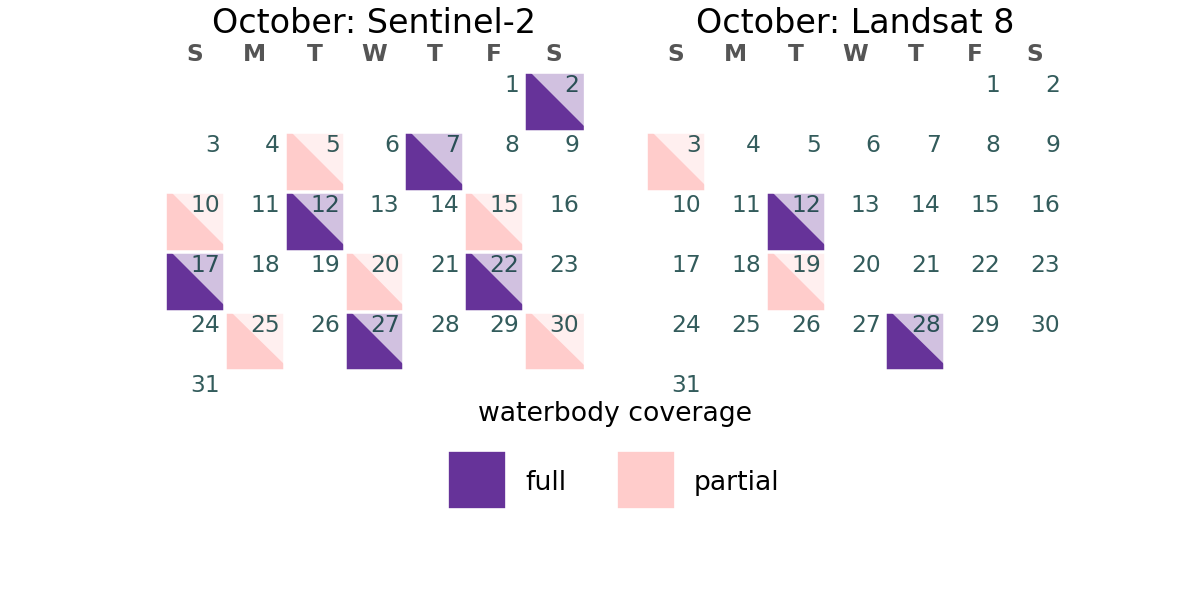 October: Sentinel-2
S M T W T F S
1 2
3 4 5 6 7 8 9
10 11 12 13 14 15 16
17 18 19 20 21 22 23
24 25 26 27 28 29 30
31
October: Landsat 8
S M T W T F S
1 2
3 4 5 6 7 8 9
10 11 12 13 14 15 16
17 18 19 20 21 22 23
24 25 26 27 28 29 30
31
waterbody coverage
full partial